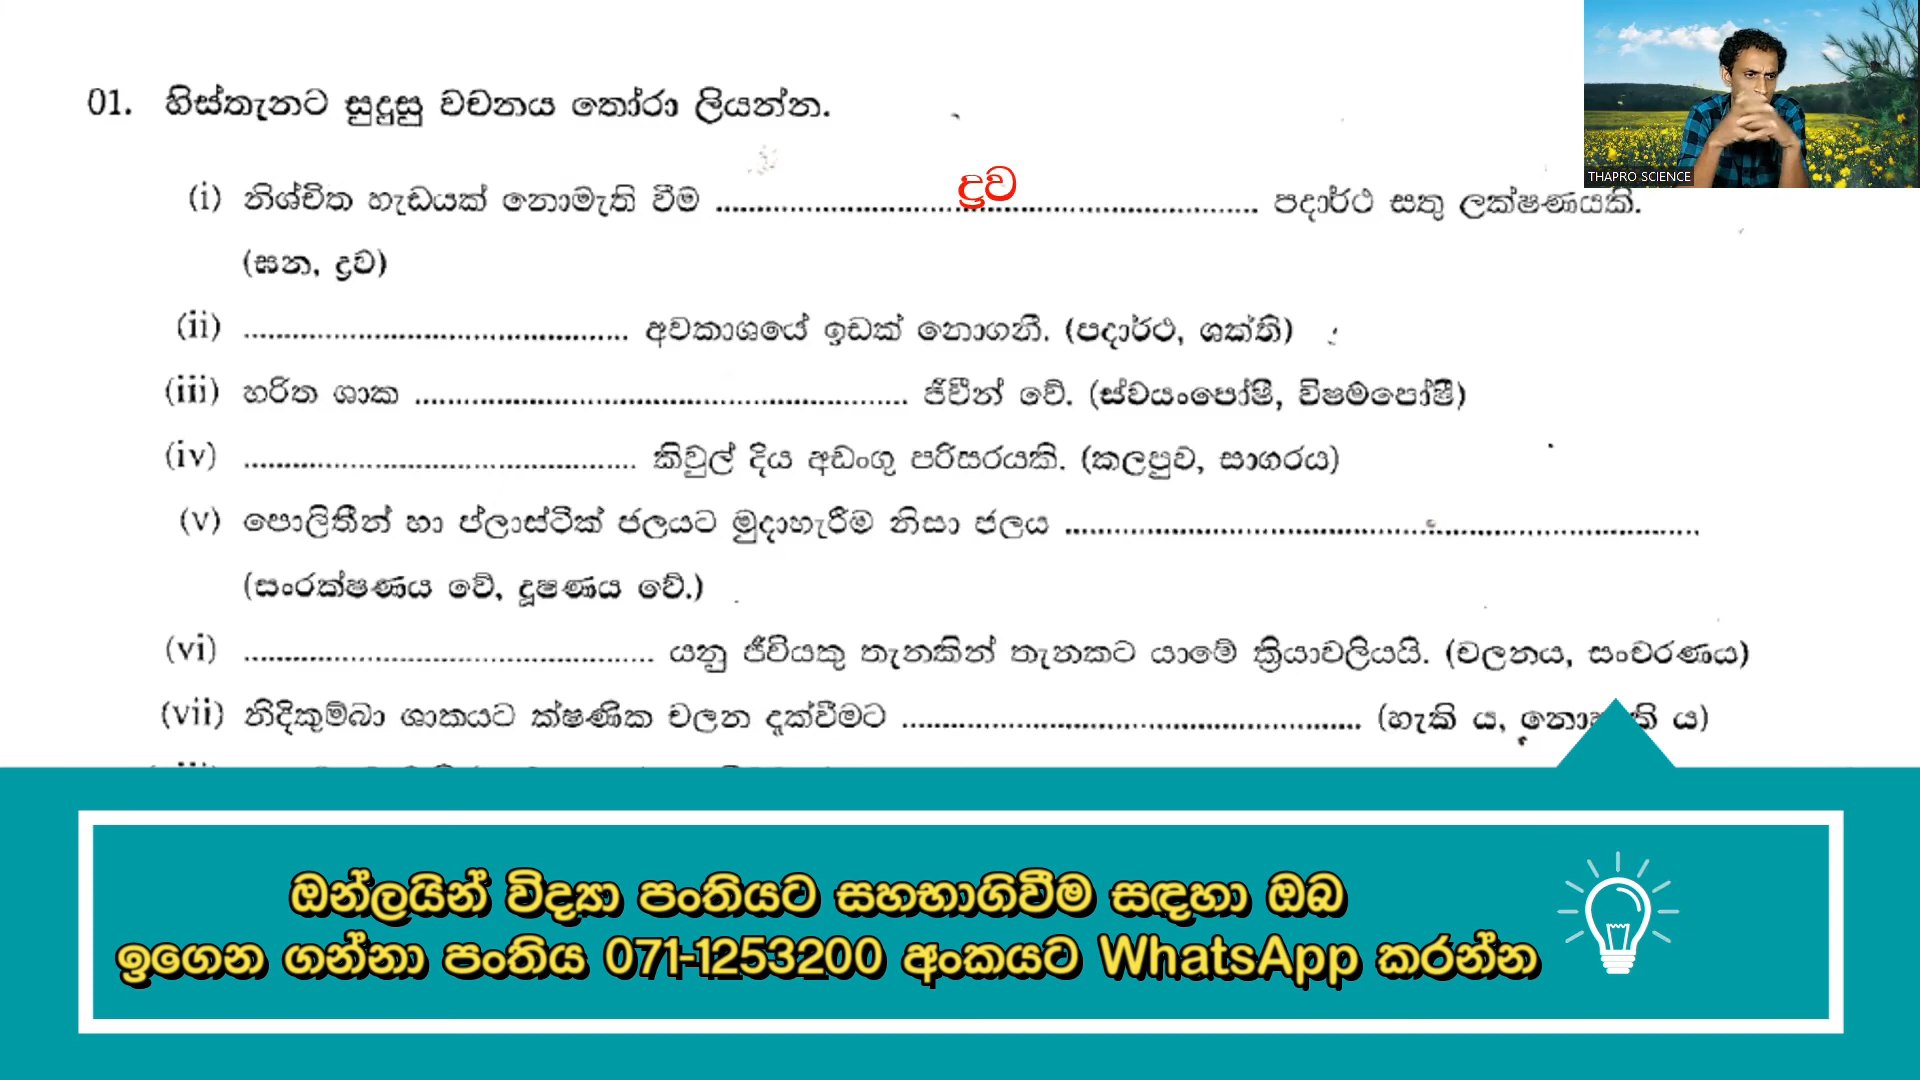 THAPRO SCIENCE
01. හිස්තැනට සුදුසු වචනය තෝරා ලියන්න.
(i) නිශ්චිත හැඩයක් නොමැති වීම ........................ ද්‍රව ........................ පදාර්ථ සතු ලක්ෂණයකි.
(ඝන, ද්‍රව)
(ii) ................................................ අවකාශයේ ඉඩක් නොගනී. (පදාර්ථ, ශක්ති)
(iii) හරිත ශාක ................................................ ජීවීන් වේ. (ස්වයංපෝෂී, විෂමපෝෂී)
(iv) ................................................ කිවුල් දිය අඩංගු පරිසරයකි. (කලපුව, සාගරය)
(v) පොලිතීන් හා ප්ලාස්ටික් ජලයට මුදාහැරීම නිසා ජලය ................................................
(සංරක්ෂණය වේ, දූෂණය වේ.)
(vi) ................................................ යනු ජීවියකු තැනකින් තැනකට යාමේ ක්‍රියාවලියයි. (චලනය, සංචරණය)
(vii) නිදිකුම්බා ශාකයට ක්ෂණික චලන දැක්වීමට ................................................ (හැකි ය, ය)
ඔන්ලයින් විද්‍යා පංතියට සහභාගිවීම සඳහා ඔබ
ඉගෙන ගන්නා පංතිය 071-1253200 අංකයට WhatsApp කරන්න